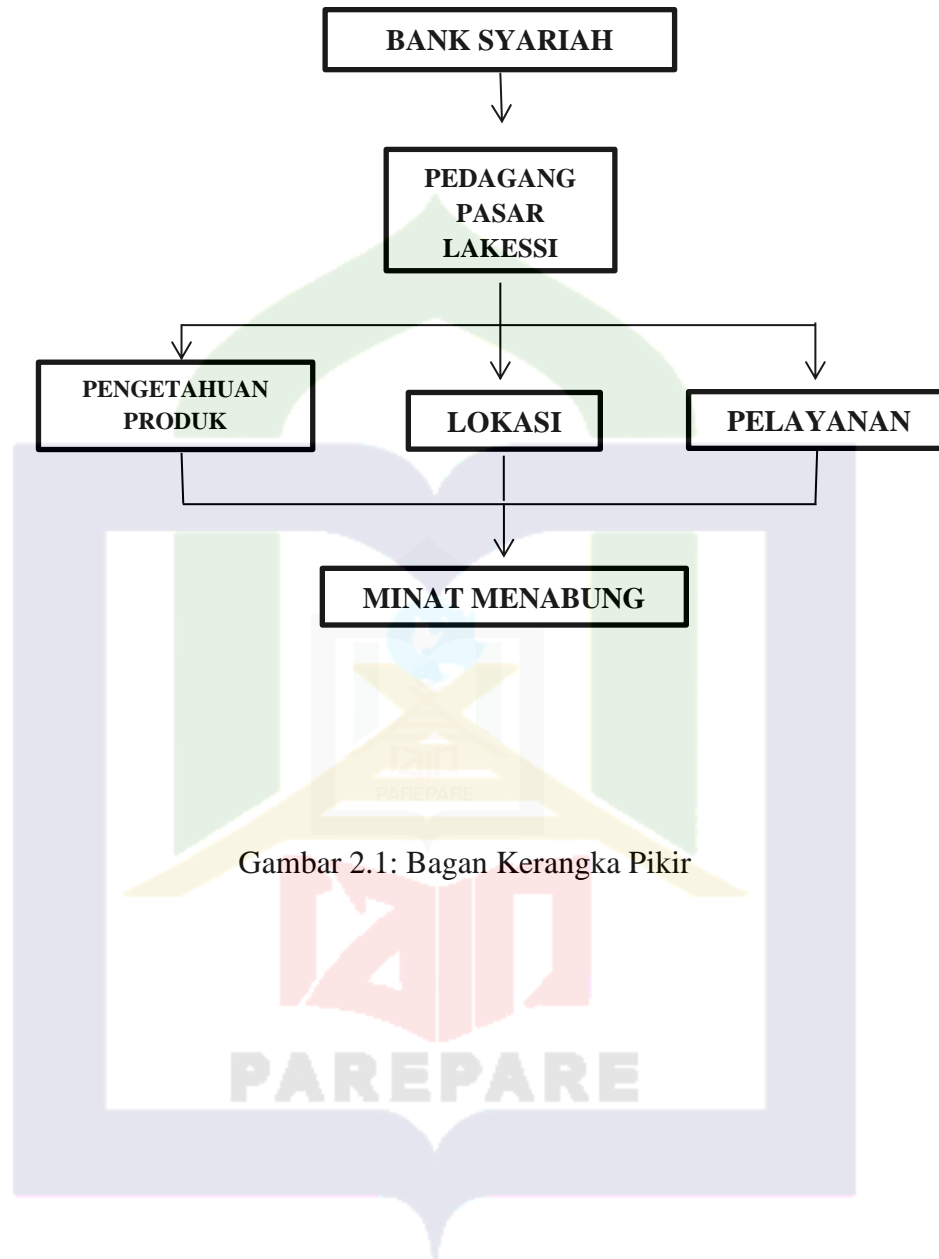 BANK SYARIAH
PEDAGANG
PASAR
LAKESSI
PENGETAHUAN
PRODUK
LOKASI
PELAYANAN
MINAT MENABUNG
PAREPARE
Gambar 2.1: Bagan Kerangka Pikir
PAREPARE